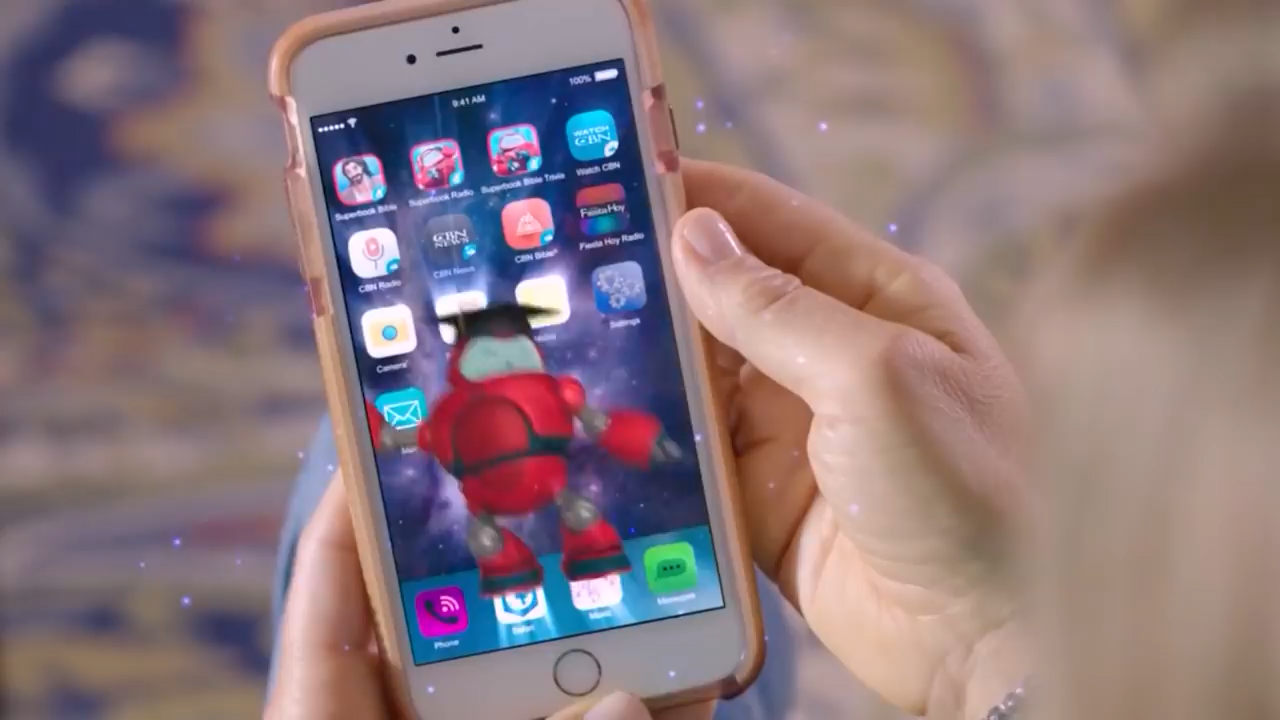 9:41 AM
100%
Superbook Bible
Superbook Radio
Superbook Bible Trivia
WATCH
CBN
Watch CBN
CBN Radio
CBN
NEWS
CBN News
CBN Bible
Fiesta Hoy
Fiesta Hoy Radio
Camera
Settings
Phone
Music
Messages